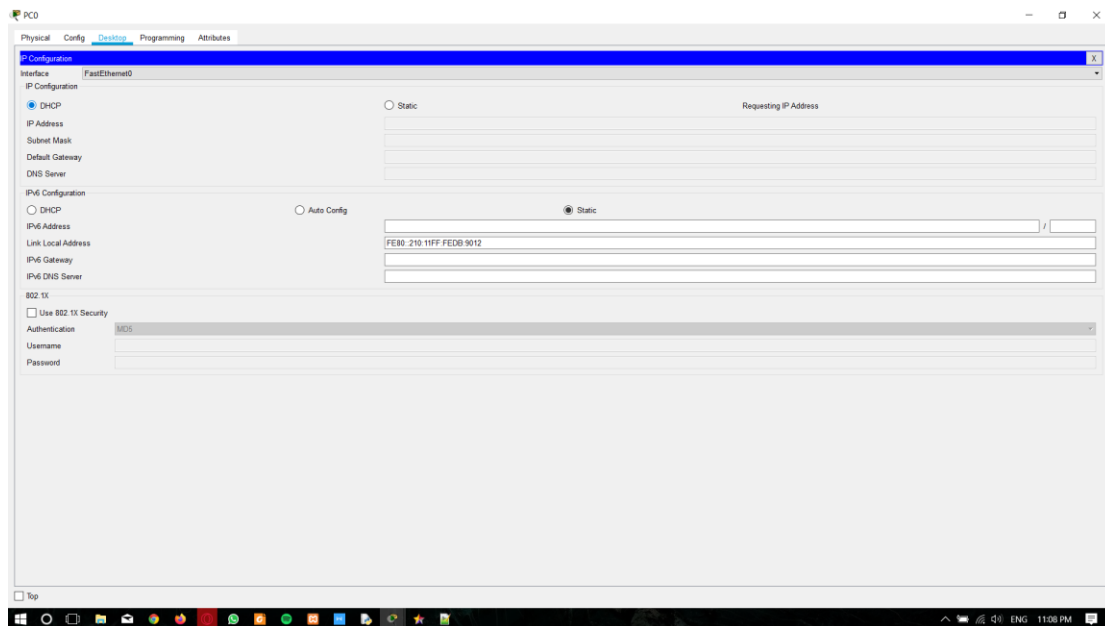 PC0
Physical Config Desktop Programming Attributes
IP Configuration X
Interface FastEthernet0
IP Configuration
DHCP Static Requesting IP Address
IP Address
Subnet Mask
Default Gateway
DNS Server
IPv6 Configuration
DHCP Auto Config Static
IPv6 Address /
Link Local Address FE80::210:11FF:FEDB:9012
IPv6 Gateway
IPv6 DNS Server
802.1X
Use 802.1X Security
Authentication MD5
Username
Password
Top
ENG 11:08 PM